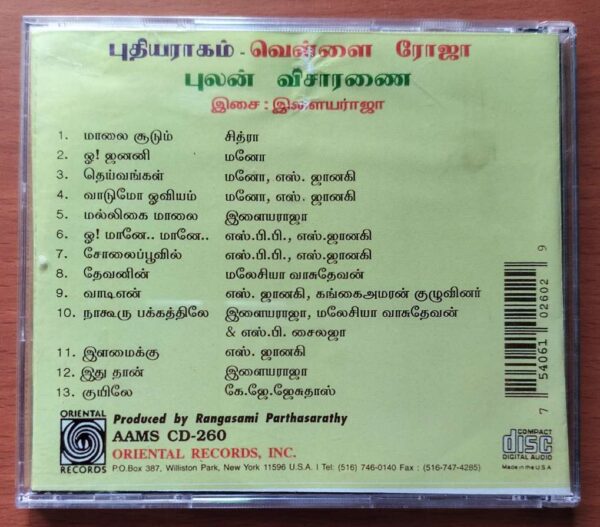 புதியராகம் - வெள்ளை ரோஜா
புலன் விசாரணை
இசை : இளையர்ஜா
1. மாலை சூடும் சித்ரா
2. ஓ! ஜனனி மனோ
3. தெய்வங்கள் மனோ, எஸ். ஜானகி
4. வாடுமோ ஓவியம் மனோ, எஸ். ஜானகி
5. மல்லிகை மாலை இளையராஜா
6. ஓ! மானே.. மானே.. எஸ்.பி.பி., எஸ்.ஜானகி
7. சோலைப்பூவில் எஸ்.பி.பி., எஸ்.ஜானகி
8. தேவனின் மலேசியா வாசுதேவன்
9. வாடிஎன் எஸ். ஜானகி, கங்கைஅமரன் குழுவினர்
10. நாகூரு பக்கத்திலே இளையராஜா, மலேசியா வாசுதேவன்
& எஸ்.பி. சைலஜா
11. இளமைக்கு எஸ். ஜானகி
12. இது தான் இளையராஜா
13. குயிலே கே.ஜே.ஜேசுதாஸ்
7 54061 02602 9
ORIENTAL
RECORDS
Produced by Rangasami Parthasarathy
AAMS CD-260
ORIENTAL RECORDS, INC.
P.O.Box 387, Williston Park, New York 11596 U.S.A. I Tel: (516) 746-0140 Fax : (516-747-4285)
COMPACT
disc
DIGITAL AUDIO
Made in the U.S.A